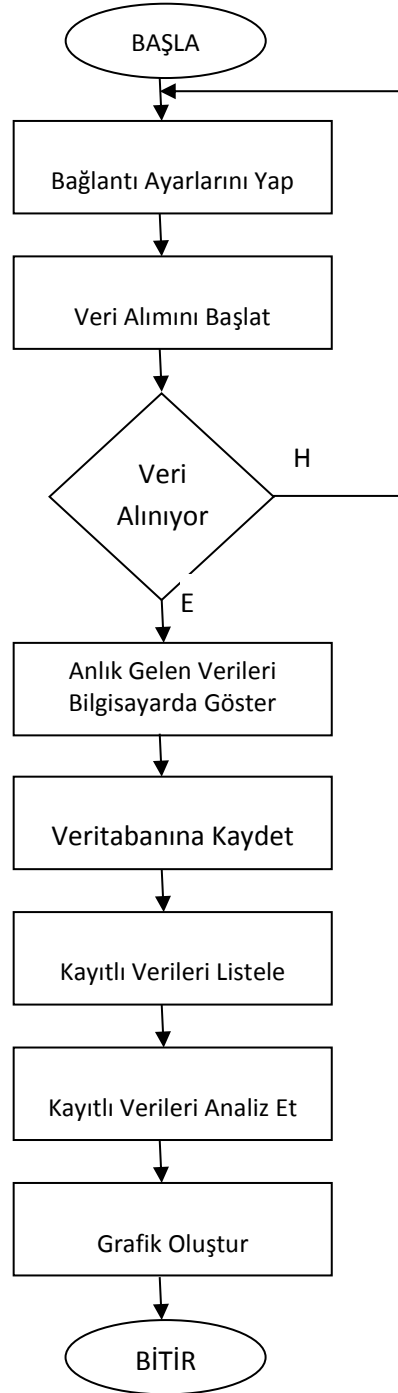 BAŞLA
Bağlantı Ayarlarını Yap
Veri Alımını Başlat
Veri
Alınıyor
H
E
Anlık Gelen Verileri
Bilgisayarda Göster
Veritabanına Kaydet
Kayıtlı Verileri Listele
Kayıtlı Verileri Analiz Et
Grafik Oluştur
BİTİR